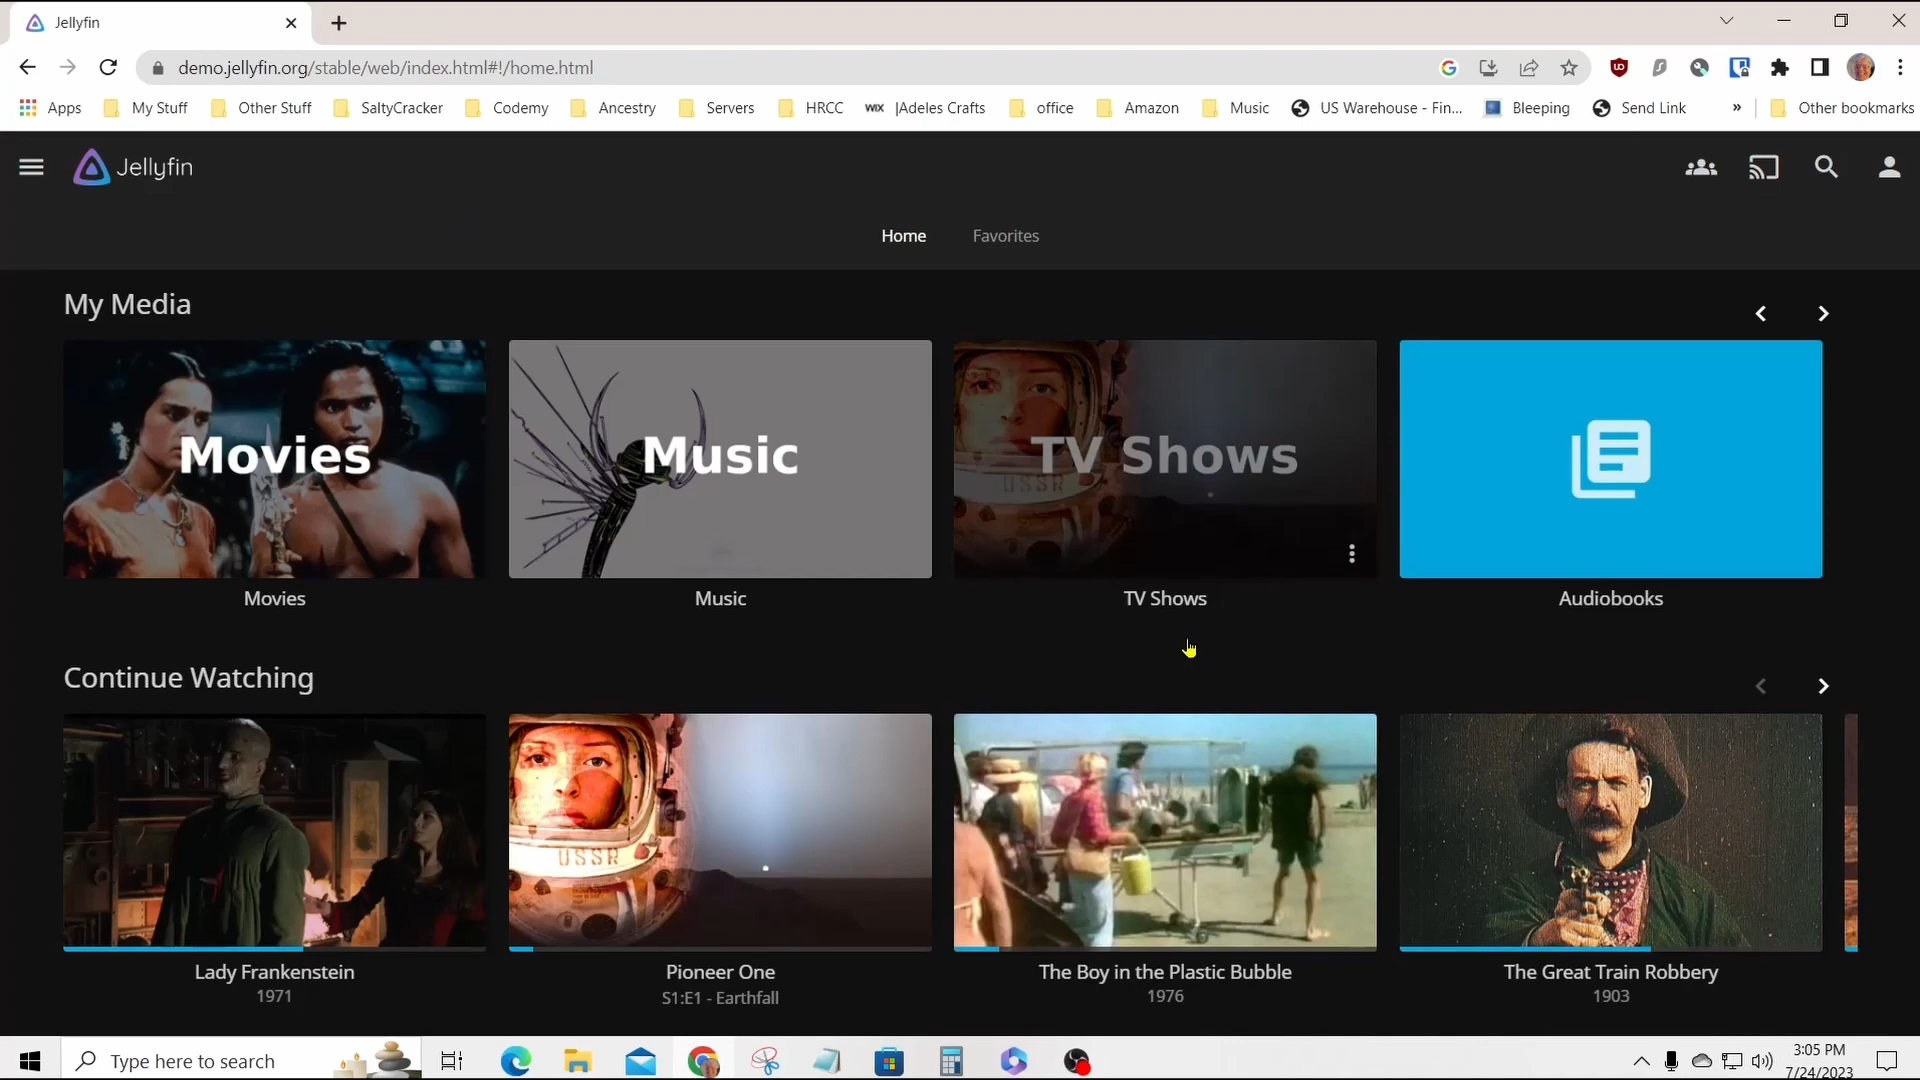 Jellyfin
demo.jellyfin.org/stable/web/index.html#!/home.html
Apps My Stuff Other Stuff SaltyCracker Codemy Ancestry Servers HRCC WIX |Adeles Crafts office Amazon Music US Warehouse - Fin... Bleeping Send Link » Other bookmarks
Jellyfin
Home Favorites
My Media
Movies Music TV Shows
USSR
Movies Music TV Shows Audiobooks
Continue Watching
USSR
Lady Frankenstein Pioneer One The Boy in the Plastic Bubble The Great Train Robbery
1971 S1:E1 - Earthfall 1976 1903
Type here to search
3:05 PM
7/24/2023